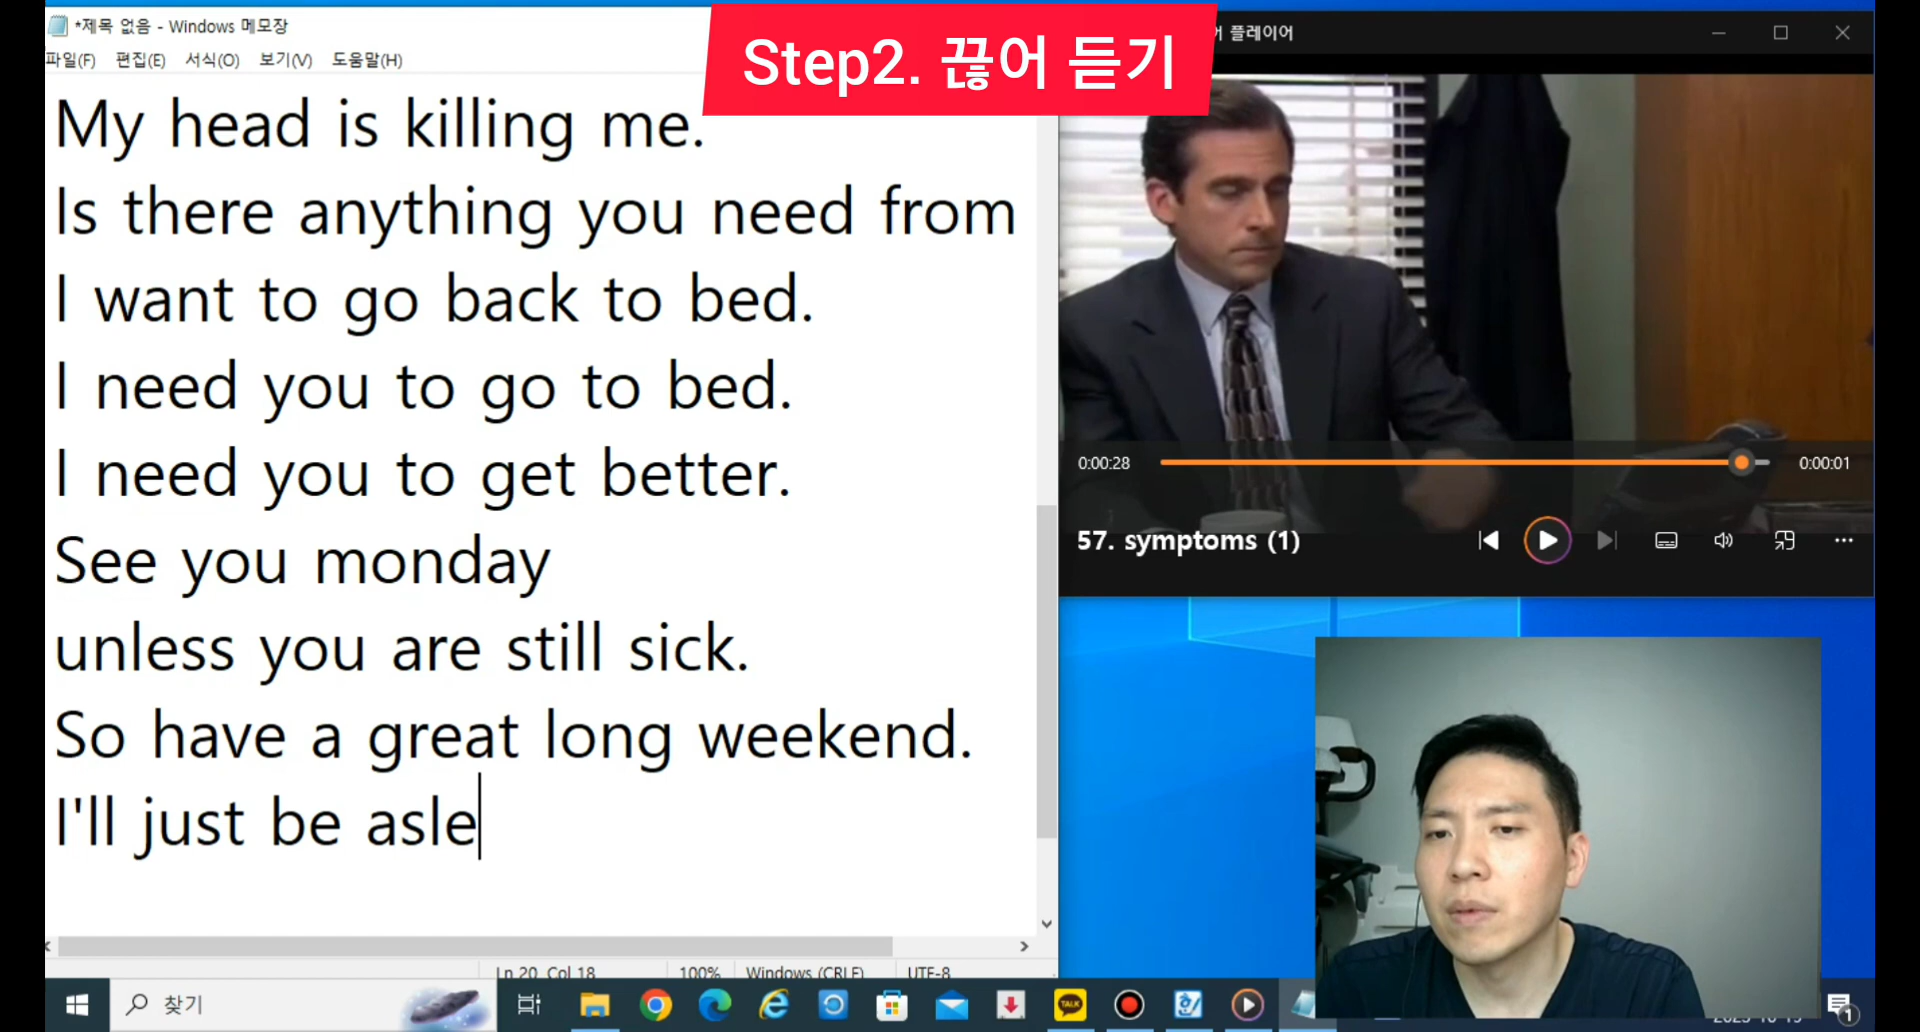 *제목 없음 - Windows 메모장
Step2. 끊어 듣기
플레이어
파일(F) 편집(E) 서식(O) 보기(V) 도움말(H)
My head is killing me.
Is there anything you need from
I want to go back to bed.
I need you to go to bed.
I need you to get better.
See you monday
unless you are still sick.
So have a great long weekend.
I'll just be asle
0:00:28
0:00:01
57. symptoms (1)
Ln 20, Col 18
100%
Windows (CRLF)
UTF-8
찾기
TALK
1